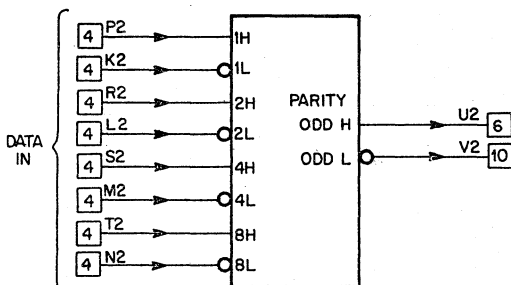 4 P2 1H
4 K2 1L
4 R2 2H
4 L2 2L
4 S2 4H
4 M2 4L
4 T2 8H
4 N2 8L
DATA IN
PARITY
ODD H U2 6
ODD L V2 10